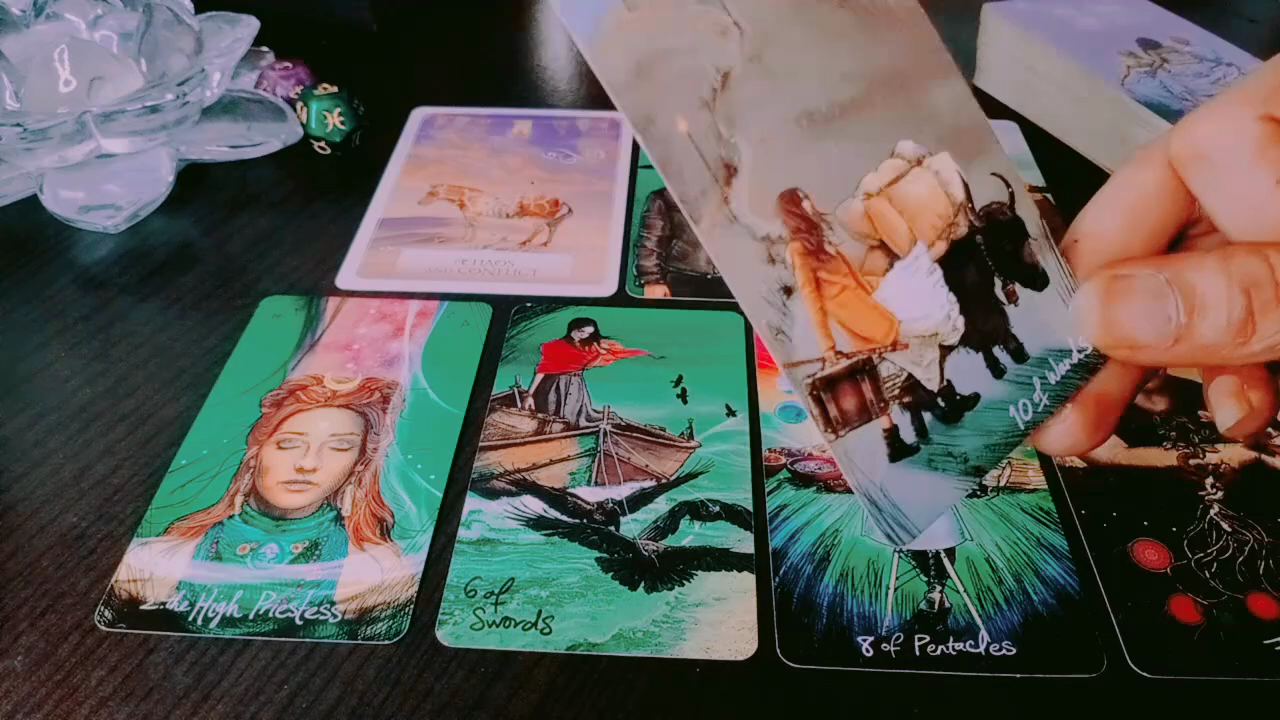 CHAOS
AND CONFLICT
10 of Wands
2. the High Priestess
6 of
Swords
8 of Pentacles